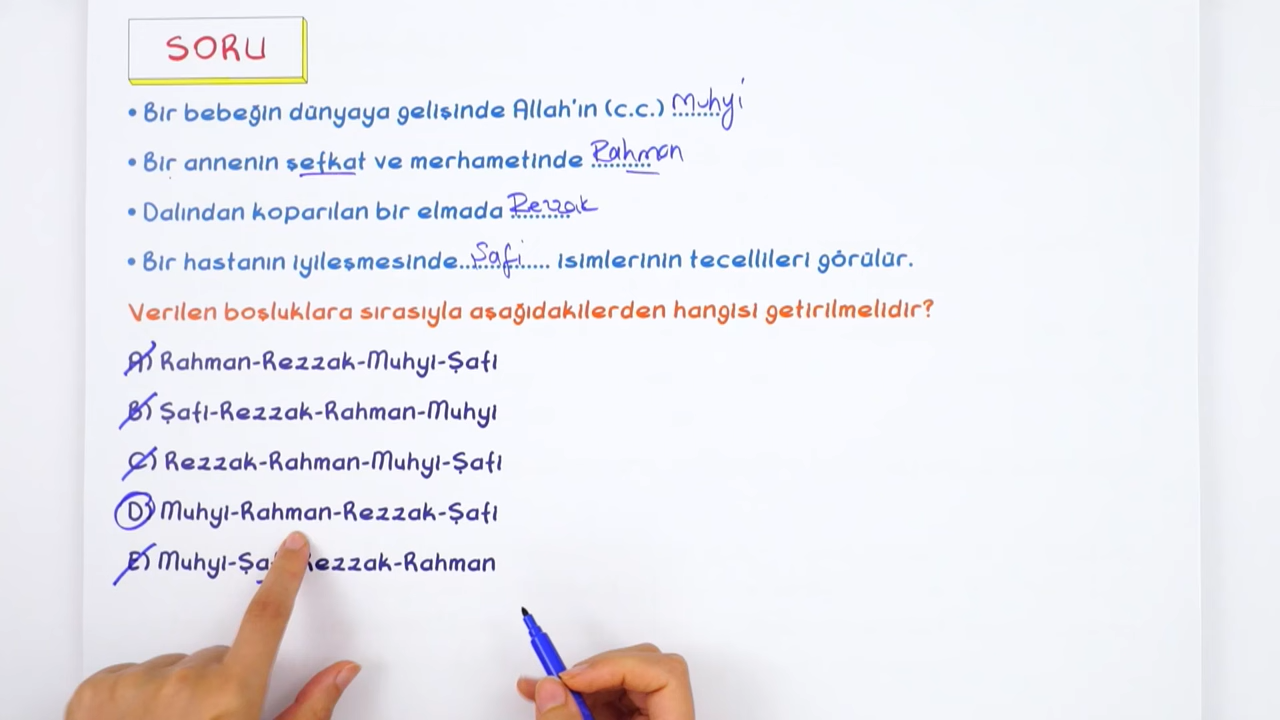 SORU
• Bir bebeğin dünyaya gelişinde Allah'ın (c.c.) Muhyi
• Bir annenin şefkat ve merhametinde Rahman
• Dalından koparılan bir elmada Rezzak
• Bir hastanın iyileşmesinde..Şafi.... isimlerinin tecellileri görülür.
Verilen boşluklara sırasıyla aşağıdakilerden hangisi getirilmelidir?
A) Rahman-Rezzak-Muhyi-Şafi
B) Şafi-Rezzak-Rahman-Muhyi
C) Rezzak-Rahman-Muhyi-Şafi
D) Muhyi-Rahman-Rezzak-Şafi
E) Muhyi-Şa ezzak-Rahman